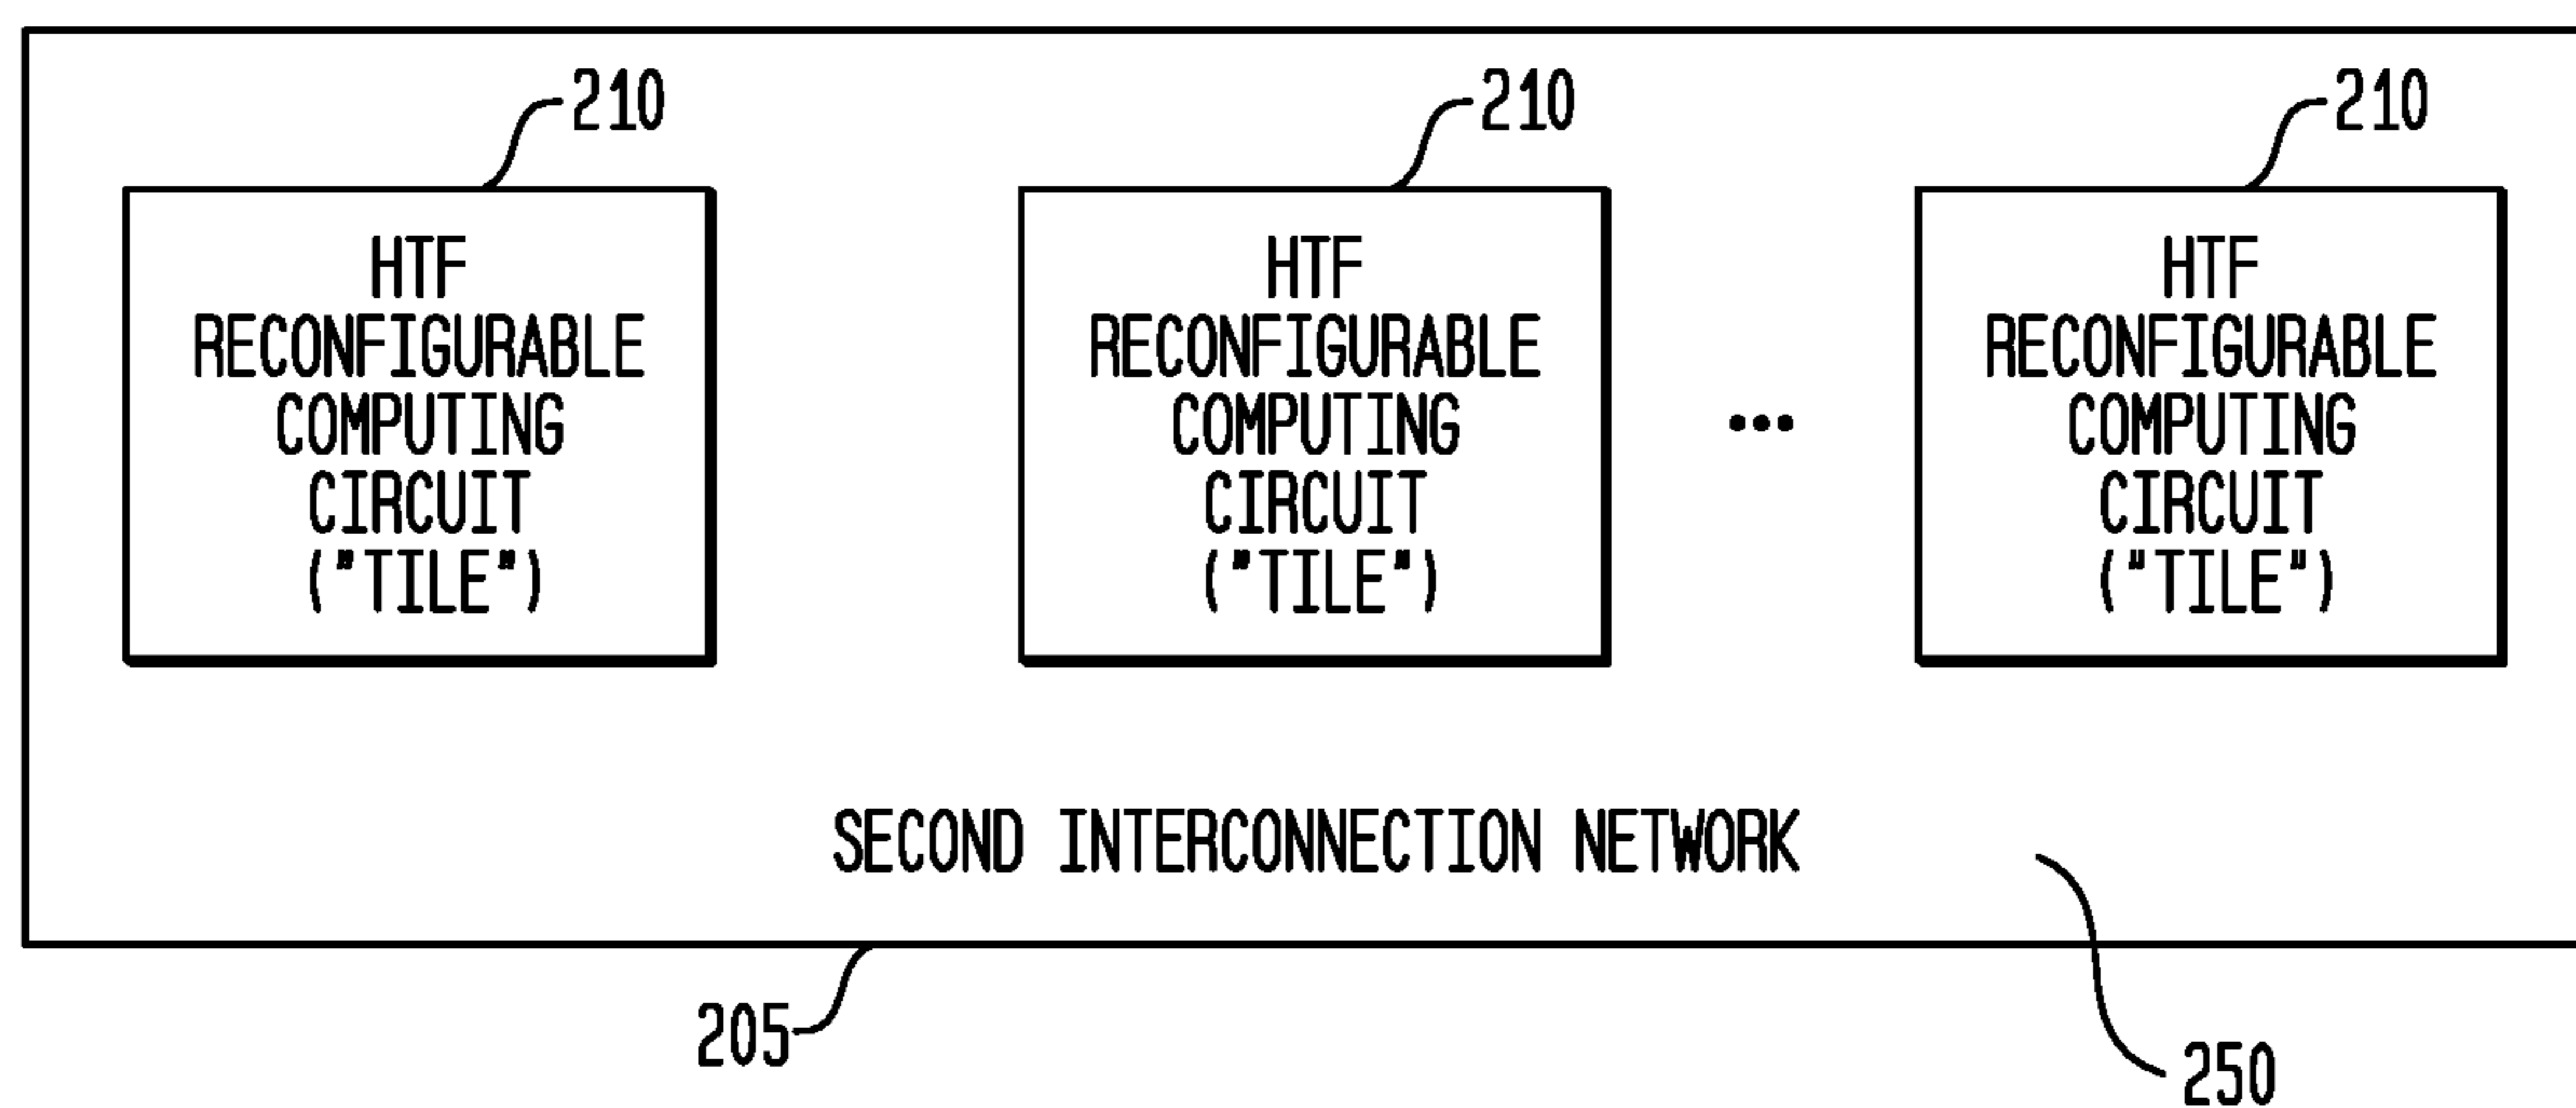 210 210 210
HTF HTF HTF
RECONFIGURABLE RECONFIGURABLE RECONFIGURABLE
COMPUTING COMPUTING ••• COMPUTING
CIRCUIT CIRCUIT CIRCUIT
("TILE") ("TILE") ("TILE")
SECOND INTERCONNECTION NETWORK
205
250